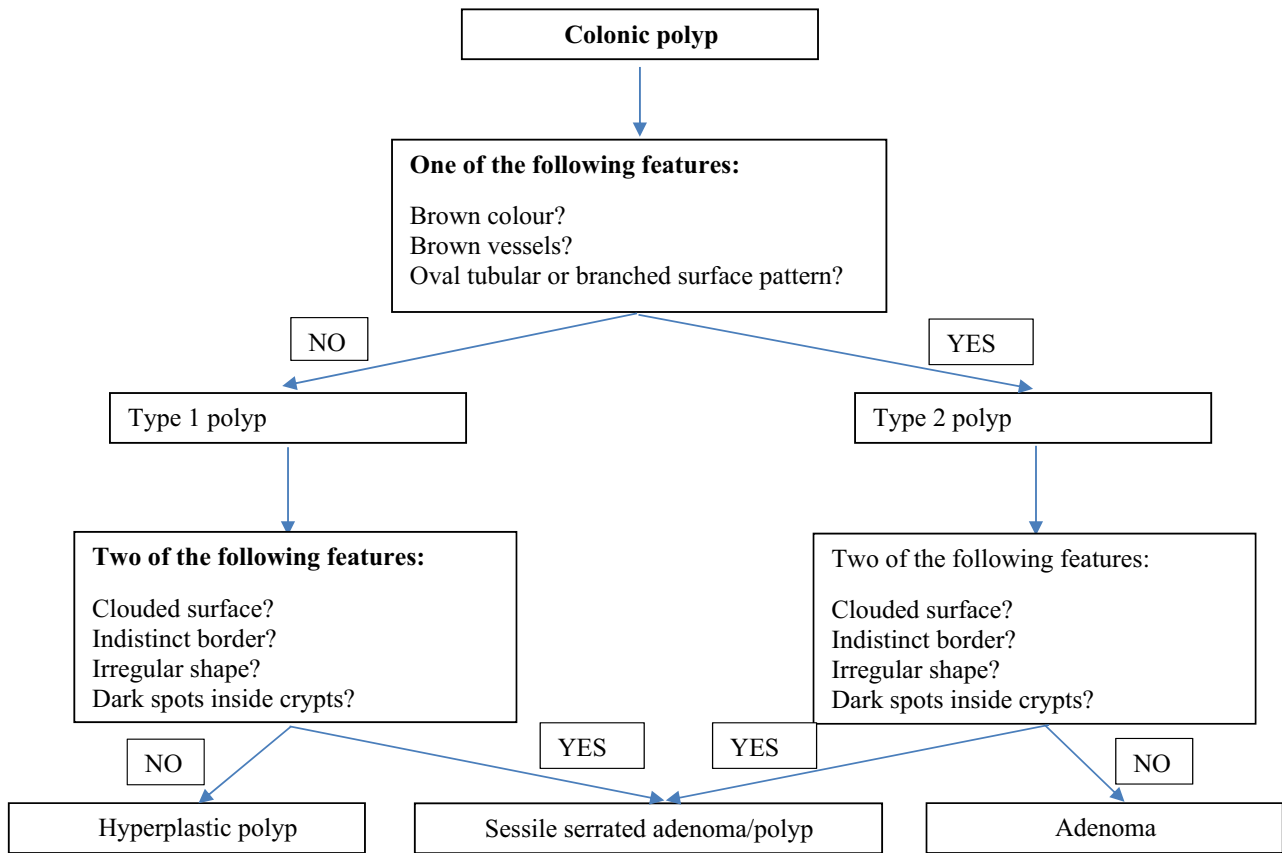 Colonic polyp
One of the following features:
Brown colour?
Brown vessels?
Oval tubular or branched surface pattern?
NO
YES
Type 1 polyp
Type 2 polyp
Two of the following features:
Clouded surface?
Indistinct border?
Irregular shape?
Dark spots inside crypts?
Two of the following features:
Clouded surface?
Indistinct border?
Irregular shape?
Dark spots inside crypts?
NO
YES
YES
NO
Hyperplastic polyp
Sessile serrated adenoma/polyp
Adenoma